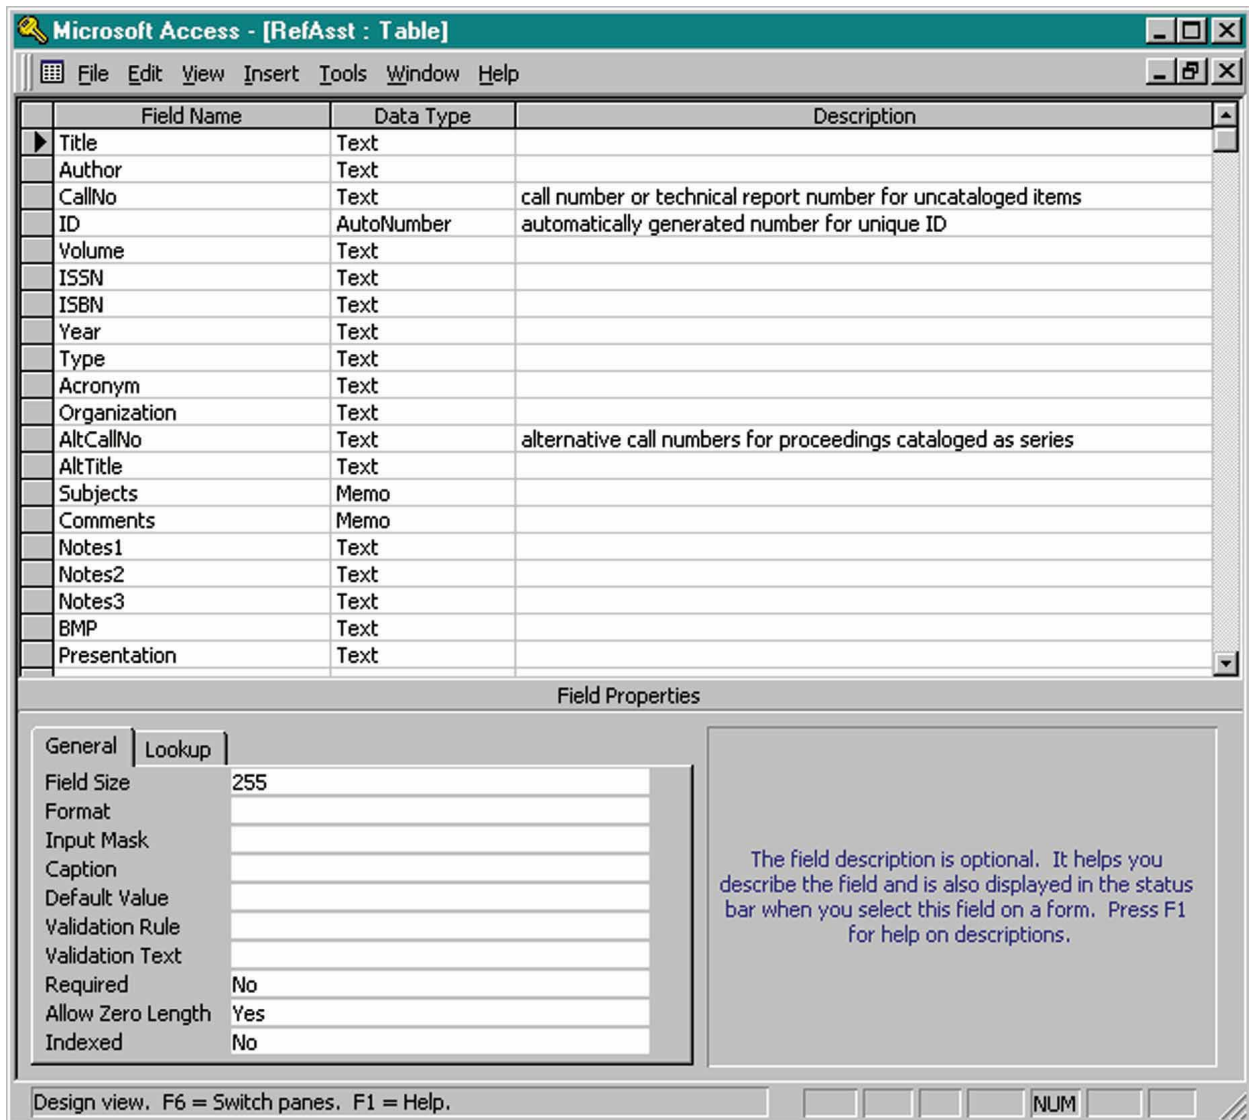 Microsoft Access - [RefAsst : Table]
File Edit View Insert Tools Window Help
Field Name Data Type Description
Title Text
Author Text
CallNo Text call number or technical report number for uncataloged items
ID AutoNumber automatically generated number for unique ID
Volume Text
ISSN Text
ISBN Text
Year Text
Type Text
Acronym Text
Organization Text
AltCallNo Text alternative call numbers for proceedings cataloged as series
AltTitle Text
Subjects Memo
Comments Memo
Notes1 Text
Notes2 Text
Notes3 Text
BMP Text
Presentation Text
Field Properties
General Lookup
Field Size 255
Format
Input Mask
Caption
Default Value
Validation Rule
Validation Text
Required No
Allow Zero Length Yes
Indexed No
The field description is optional. It helps you
describe the field and is also displayed in the status
bar when you select this field on a form. Press F1
for help on descriptions.
Design view. F6 = Switch panes. F1 = Help. NUM